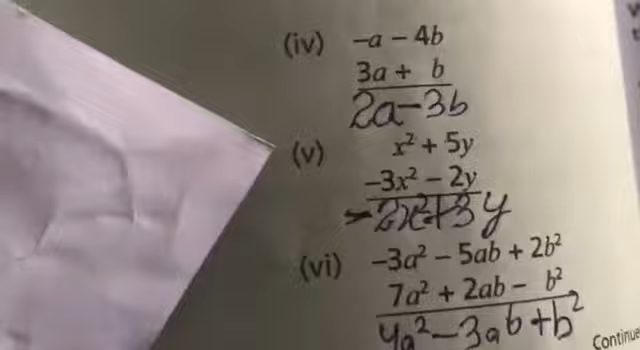 (iv) -a - 4b
3a + b
2a-3b
(v) x² + 5y
-3x² - 2y
-2x²+3y
(vi) -3a² - 5ab + 2b²
7a² + 2ab - b²
4a²-3ab+b²
Continue